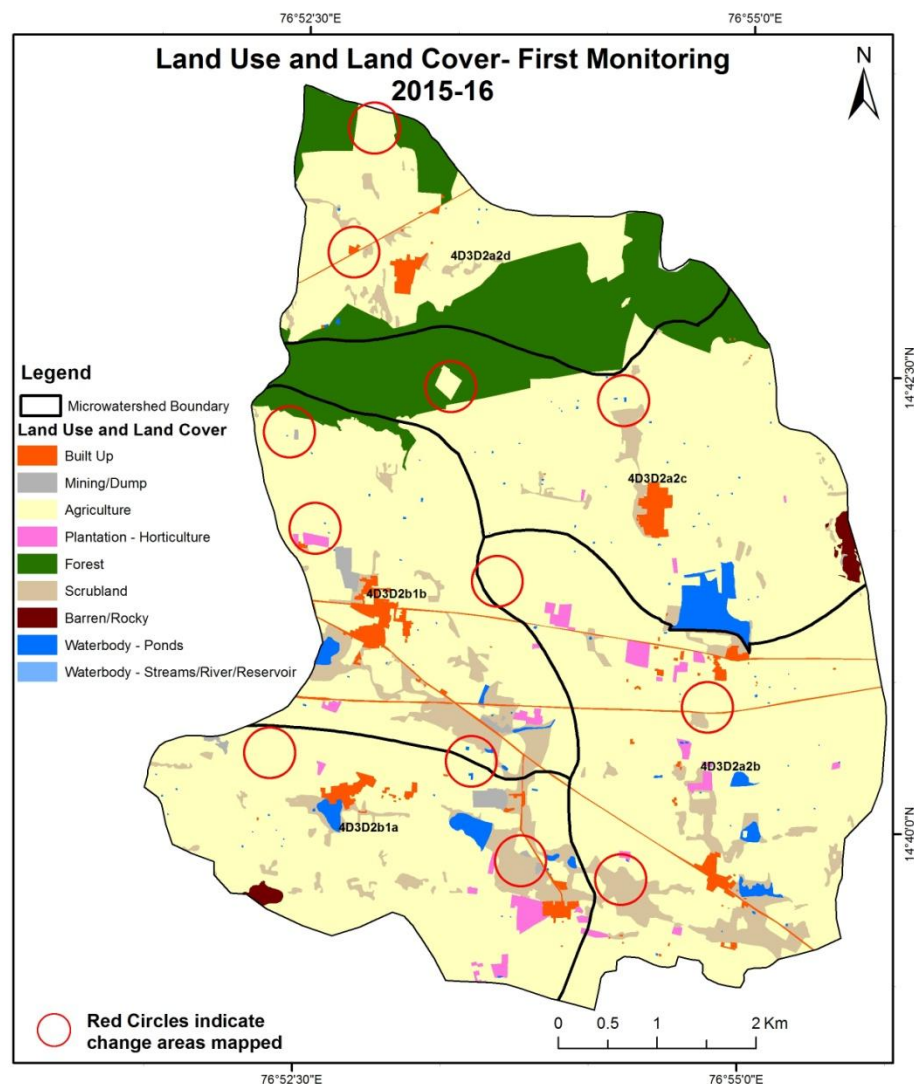 76°52'30"E
76°55'0"E
Land Use and Land Cover- First Monitoring
2015-16
N
4D3D2a2d
14°42'30"N
Legend
Microwatershed Boundary
Land Use and Land Cover
Built Up
Mining/Dump
Agriculture
Plantation - Horticulture
Forest
Scrubland
Barren/Rocky
Waterbody - Ponds
Waterbody - Streams/River/Reservoir
4D3D2a2c
4D3D2b1b
4D3D2a2b
4D3D2b1a
14°40'0"N
Red Circles indicate
change areas mapped
0 0.5 1 2 Km
76°52'30"E
76°55'0"E